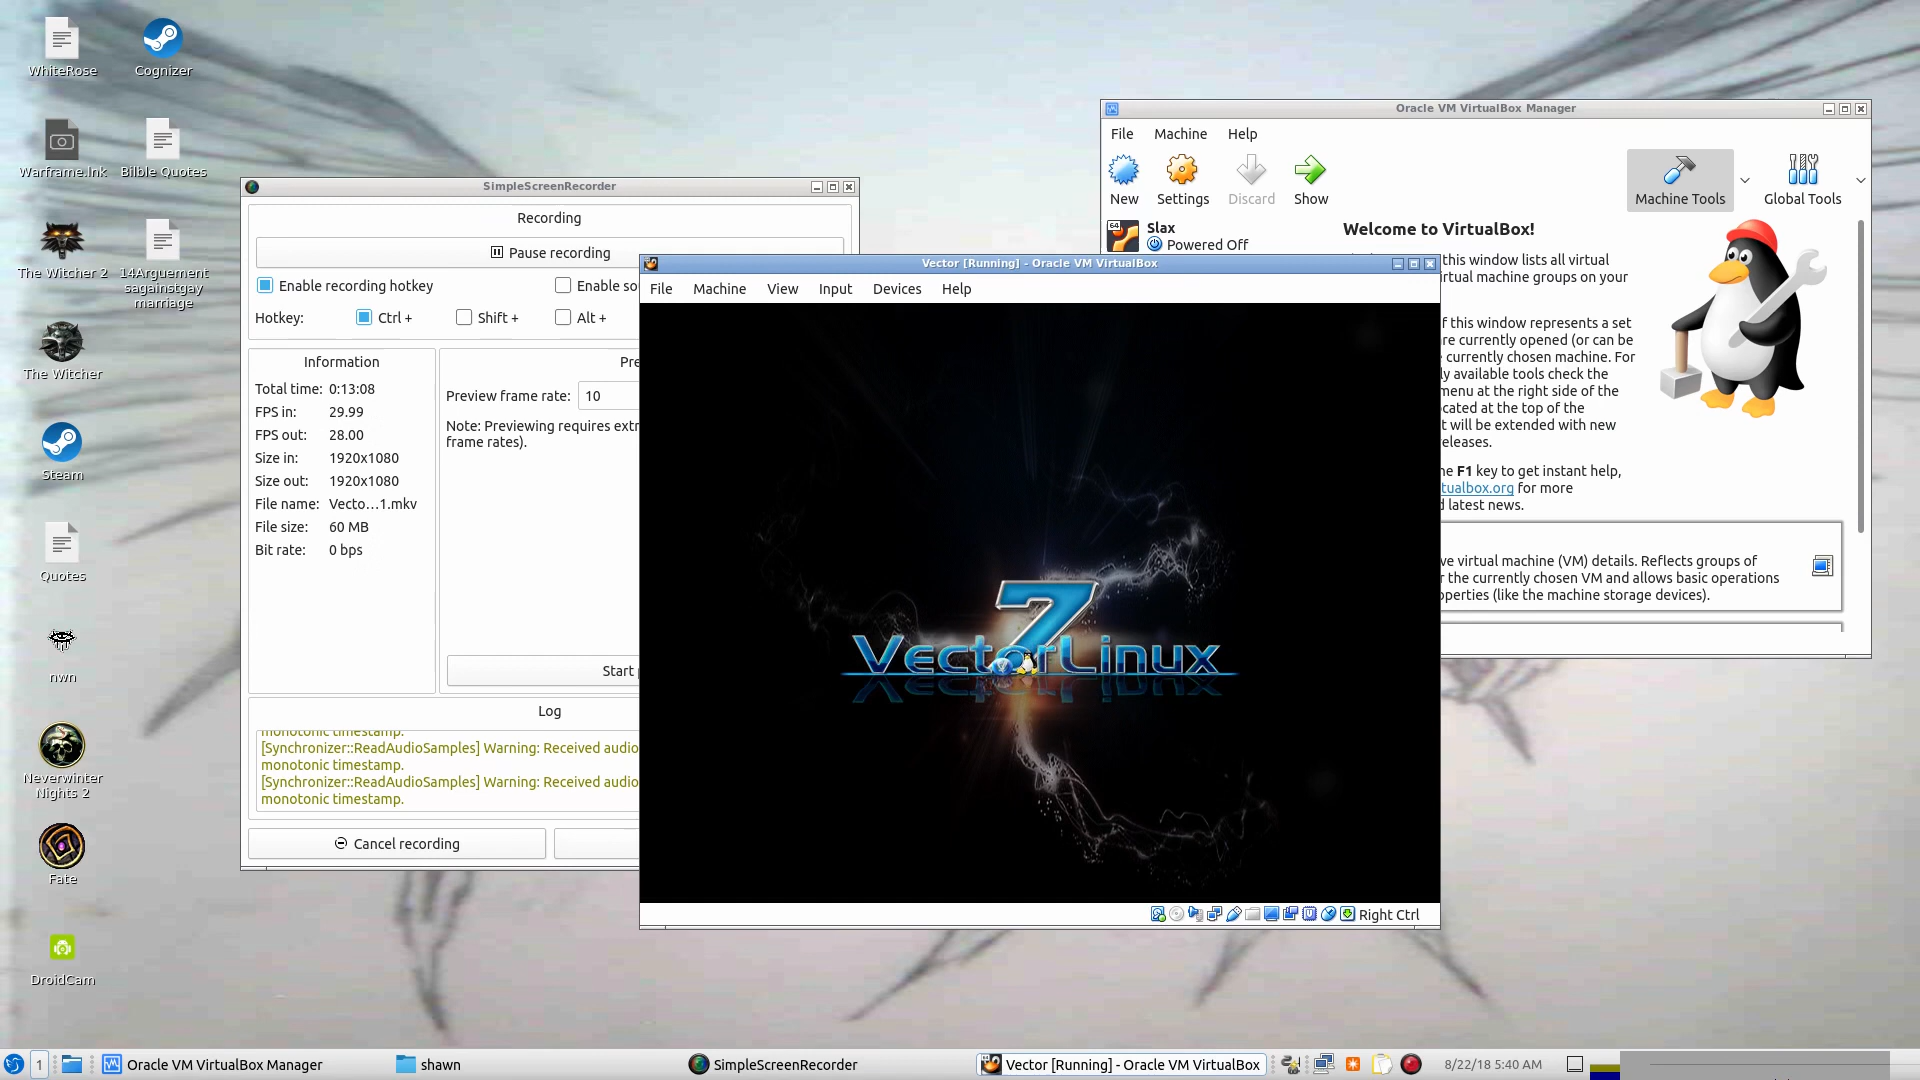 WhiteRose
Cognizer
Warframe.lnk
Bilble Quotes
The Witcher 2
14Arguement
sagainstgay
marriage
The Witcher
Steam
Quotes
nwn
Neverwinter
Nights 2
Fate
DroidCam
SimpleScreenRecorder
Recording
Pause recording
Enable recording hotkey
Enable so
Hotkey:
Ctrl +
Shift +
Alt +
Information
Total time: 0:13:08
FPS in: 29.99
FPS out: 28.00
Size in: 1920x1080
Size out: 1920x1080
File name: Vecto...1.mkv
File size: 60 MB
Bit rate: 0 bps
Pre
Preview frame rate: 10
Note: Previewing requires extr
frame rates).
Start
Log
monotonic timestamp.
[Synchronizer::ReadAudioSamples] Warning: Received audio
monotonic timestamp.
[Synchronizer::ReadAudioSamples] Warning: Received audio
monotonic timestamp.
Cancel recording
Oracle VM VirtualBox Manager
File Machine Help
New Settings Discard Show
Machine Tools
Global Tools
64
Slax
Powered Off
Welcome to VirtualBox!
this window lists all virtual
irtual machine groups on your
f this window represents a set
re currently opened (or can be
currently chosen machine. For
ly available tools check the
menu at the right side of the
cated at the top of the
t will be extended with new
eleases.
he F1 key to get instant help,
tualbox.org for more
d latest news.
ve virtual machine (VM) details. Reflects groups of
r the currently chosen VM and allows basic operations
operties (like the machine storage devices).
Vector [Running] - Oracle VM VirtualBox
File Machine View Input Devices Help
7
VectorLinux
Right Ctrl
1
Oracle VM VirtualBox Manager
shawn
SimpleScreenRecorder
Vector [Running] - Oracle VM VirtualBox
8/22/18 5:40 AM